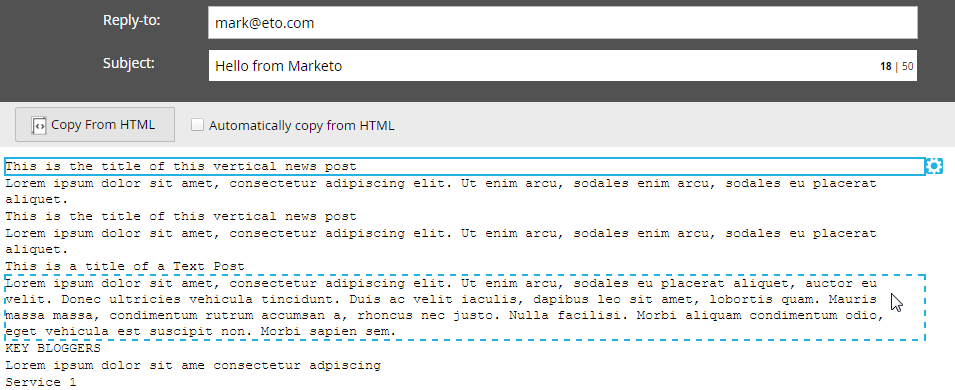 Reply-to: mark@eto.com
Subject: Hello from Marketo 18 | 50
Copy From HTML Automatically copy from HTML
This is the title of this vertical news post
Lorem ipsum dolor sit amet, consectetur adipiscing elit. Ut enim arcu, sodales enim arcu, sodales eu placerat
aliquet.
This is the title of this vertical news post
Lorem ipsum dolor sit amet, consectetur adipiscing elit. Ut enim arcu, sodales enim arcu, sodales eu placerat
aliquet.
This is a title of a Text Post
Lorem ipsum dolor sit amet, consectetur adipiscing elit. Ut enim arcu, sodales eu placerat aliquet, auctor eu
velit. Donec ultricies vehicula tincidunt. Duis ac velit iaculis, dapibus leo sit amet, lobortis quam. Mauris
massa massa, condimentum rutrum accumsan a, rhoncus nec justo. Nulla facilisi. Morbi aliquam condimentum odio,
eget vehicula est suscipit non. Morbi sapien sem.
KEY BLOGGERS
Lorem ipsum dolor sit ame consectetur adpiscing
Service 1